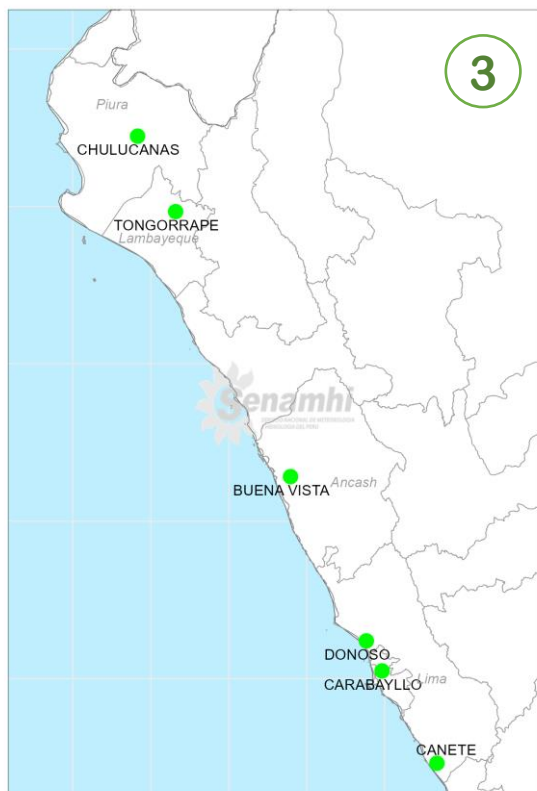 3
Piura
CHULUCANAS
TONGORRAPE
Lambayeque
Senamhi
BUENA VISTA
Ancash
DONOSO
Lima
CARABAYLLO
CANETE